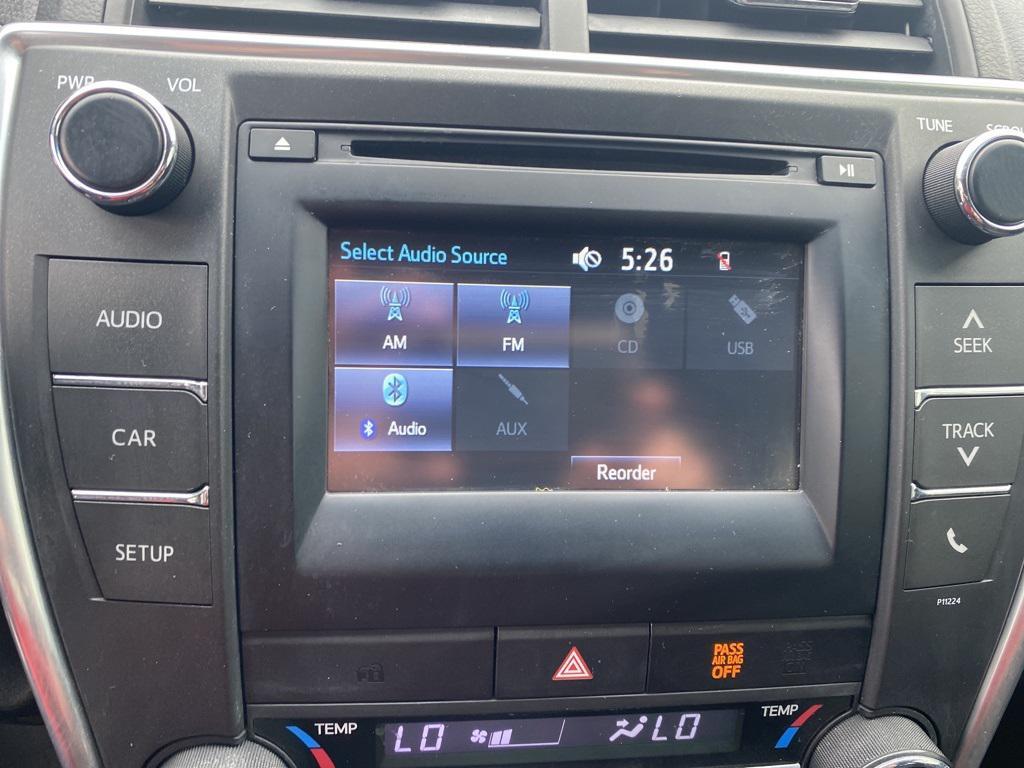 PWR VOL
TUNE
AUDIO
CAR
SETUP
Select Audio Source 5:26
AM
FM
CD
USB
Audio
AUX
Reorder
SEEK
TRACK
P11224
PASS
AIR BAG
OFF
TEMP
LO
LO
TEMP